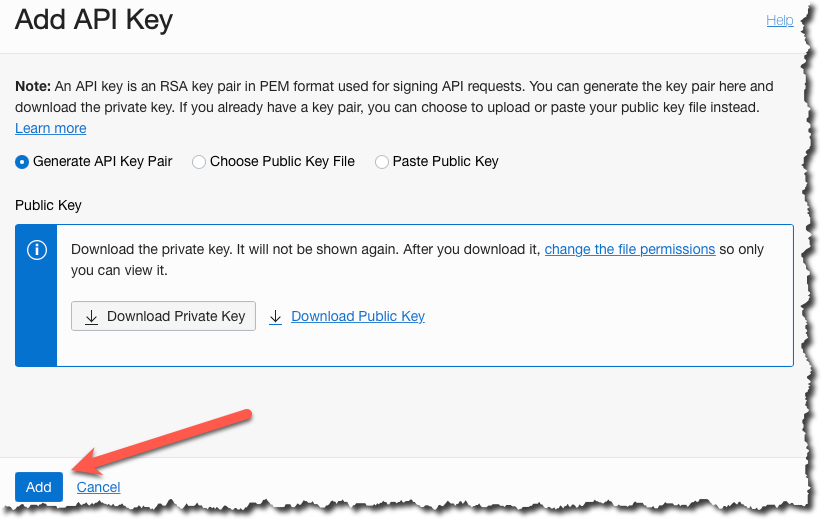 Add API Key
Help
Note: An API key is an RSA key pair in PEM format used for signing API requests. You can generate the key pair here and
download the private key. If you already have a key pair, you can choose to upload or paste your public key file instead.
Learn more
Generate API Key Pair Choose Public Key File Paste Public Key
Public Key
Download the private key. It will not be shown again. After you download it, change the file permissions so only
you can view it.
Download Private Key Download Public Key
Add Cancel